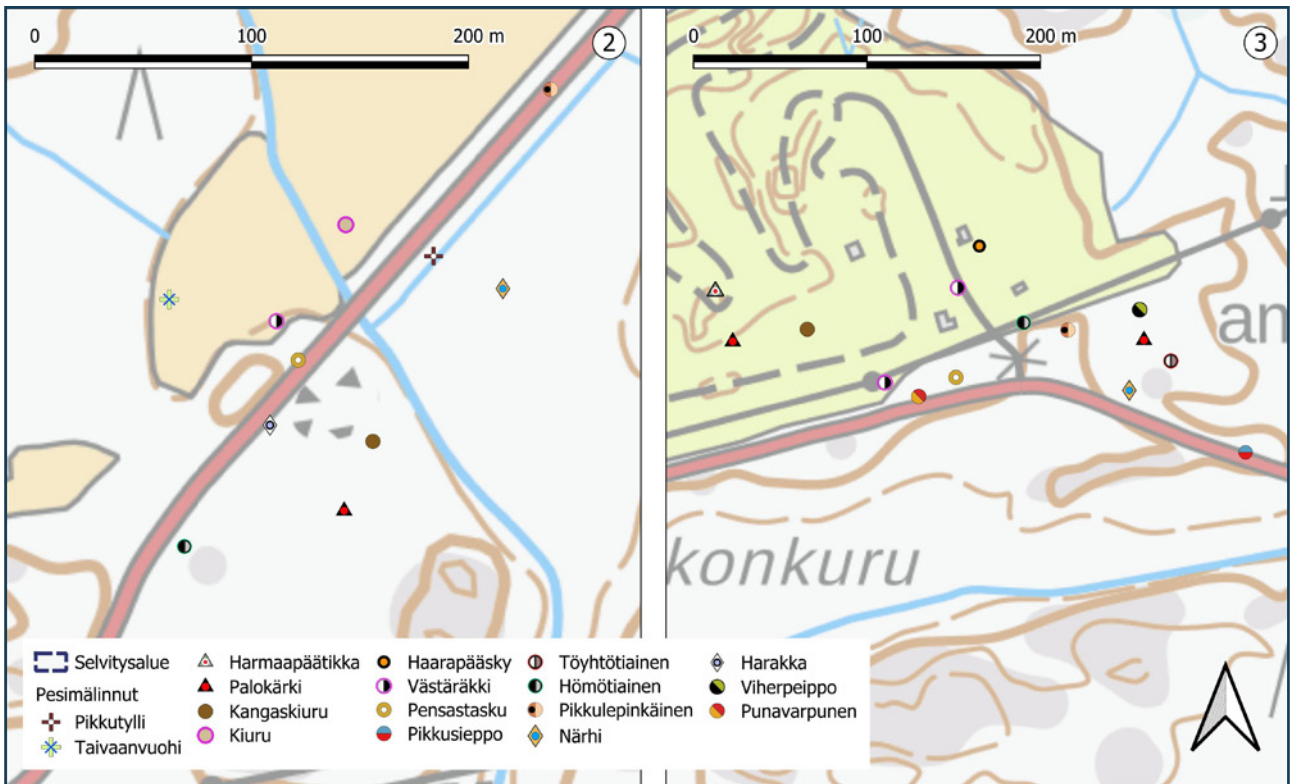 0 100 200 m
2
0 100 200 m
3
an
konkuru
Selvitysalue
Pesimälinnut
Pikkutylli
Taivaanvuohi
Harmaapäätikka
Palokärki
Kangaskiuru
Kiuru
Haarapääsky
Västäräkki
Pensastasku
Pikkusieppo
Töyhtötiainen
Hömötiainen
Pikkulepinkäinen
Närhi
Harakka
Viherpeippo
Punavarpunen